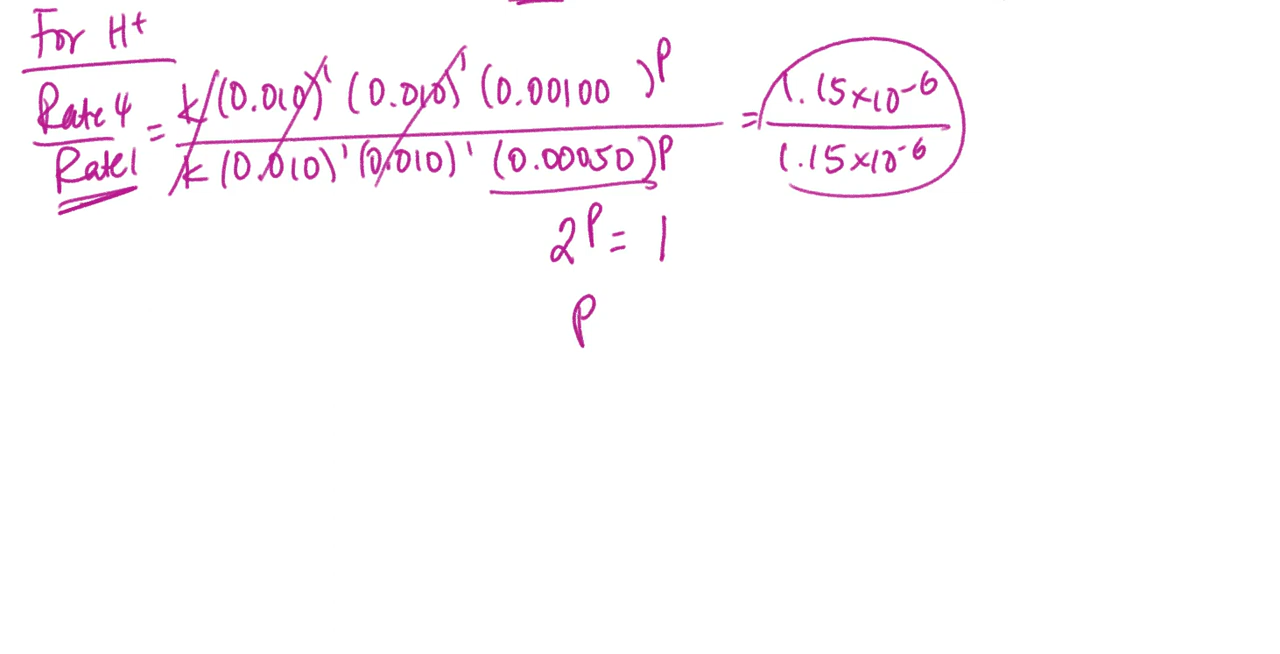 For H+
Rate 4 / Rate 1 = k (0.010)¹ (0.010)¹ (0.00100)ᴾ / k (0.010)¹ (0.010)¹ (0.00050)ᴾ = 1.15×10⁻⁶ / 1.15×10⁻⁶
2ᴾ = 1
P